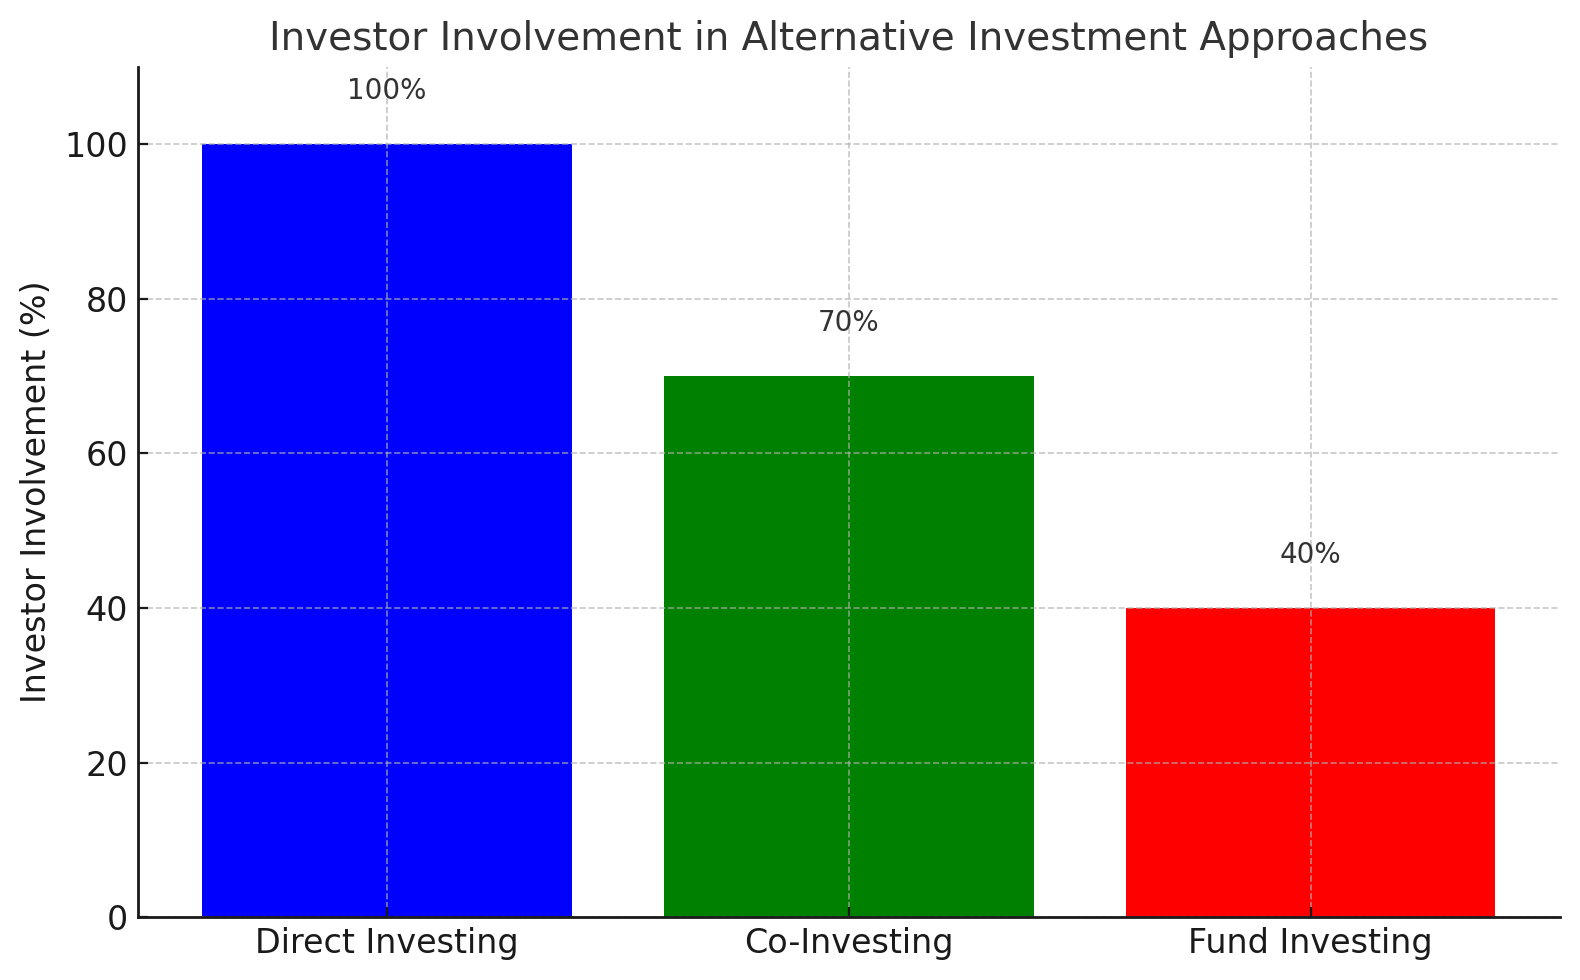 Investor Involvement in Alternative Investment Approaches
100%
70%
40%
Investor Involvement (%)
100
80
60
40
20
0
Direct Investing
Co-Investing
Fund Investing